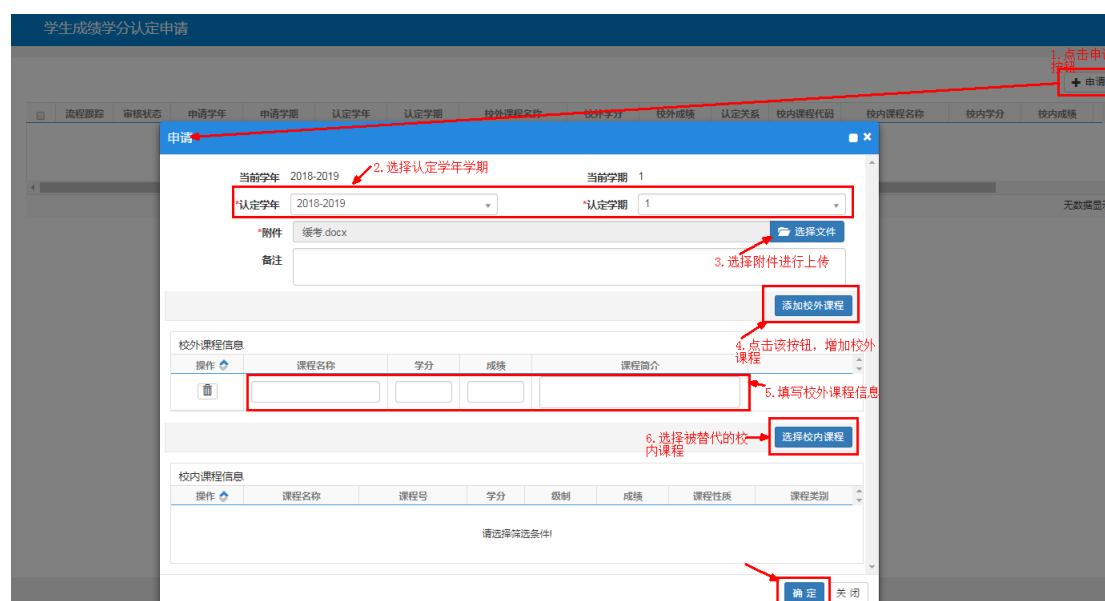 学生成绩学分认定申请
1.点击申请
按钮
申请
流程跟踪 审核状态 申请学年 申请学期 认定学年 认定学期 校外课程名称 校外学分 校外成绩 认定关系 校内课程代码 校内课程名称 校内学分 校内成绩
申请
当前学年 2018-2019 2.选择认定学年学期 当前学期 1
*认定学年 2018-2019 *认定学期 1
*附件 缓考.docx 选择文件
备注 3.选择附件进行上传
无数据显示
添加校外课程
校外课程信息
4.点击该按钮，增加校外
课程
操作 课程名称 学分 成绩 课程简介
5.填写校外课程信息
6.选择被替代的校
内课程
选择校内课程
校内课程信息
操作 课程名称 课程号 学分 级制 成绩 课程性质 课程类别
请选择筛选条件!
确定 关闭